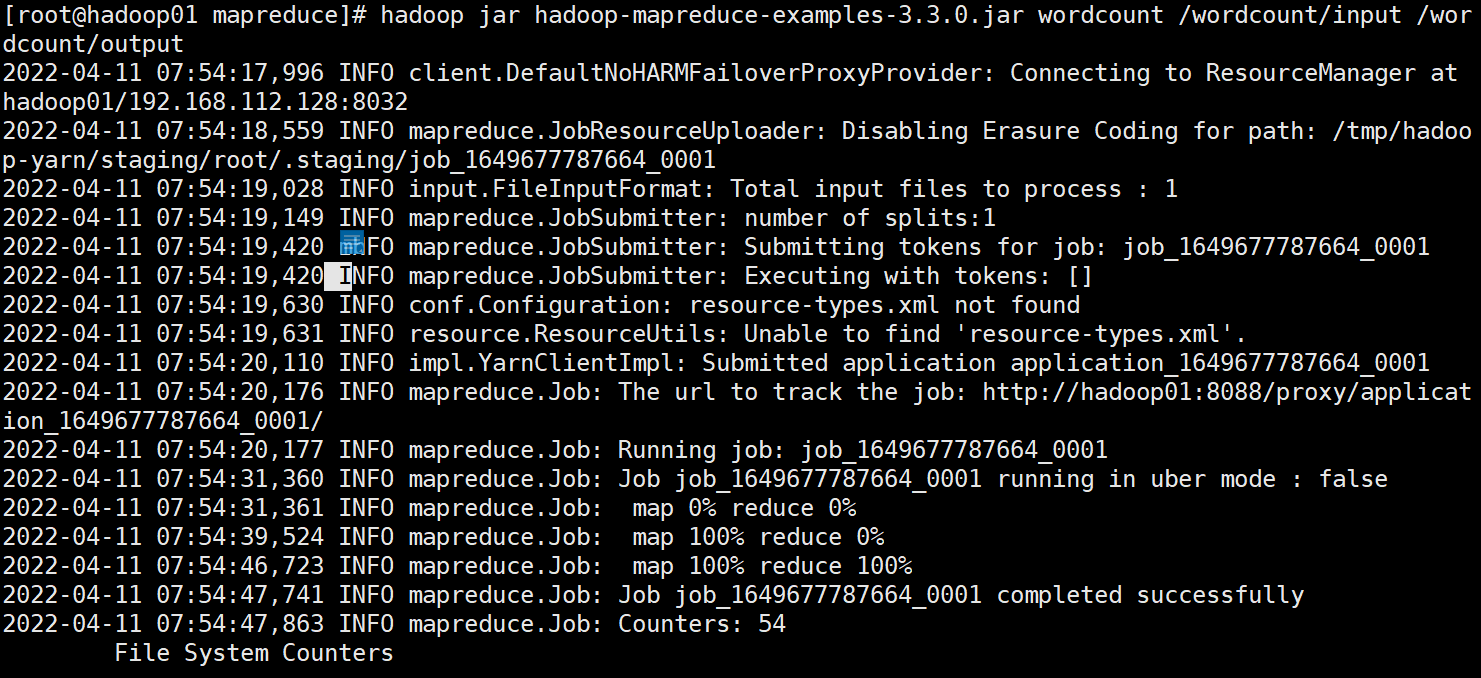 [root@hadoop01 mapreduce]# hadoop jar hadoop-mapreduce-examples-3.3.0.jar wordcount /wordcount/input /wor
dcount/output
2022-04-11 07:54:17,996 INFO client.DefaultNoHARMFailoverProxyProvider: Connecting to ResourceManager at
hadoop01/192.168.112.128:8032
2022-04-11 07:54:18,559 INFO mapreduce.JobResourceUploader: Disabling Erasure Coding for path: /tmp/hadoo
p-yarn/staging/root/.staging/job_1649677787664_0001
2022-04-11 07:54:19,028 INFO input.FileInputFormat: Total input files to process : 1
2022-04-11 07:54:19,149 INFO mapreduce.JobSubmitter: number of splits:1
2022-04-11 07:54:19,420 INFO mapreduce.JobSubmitter: Submitting tokens for job: job_1649677787664_0001
2022-04-11 07:54:19,420 INFO mapreduce.JobSubmitter: Executing with tokens: []
2022-04-11 07:54:19,630 INFO conf.Configuration: resource-types.xml not found
2022-04-11 07:54:19,631 INFO resource.ResourceUtils: Unable to find 'resource-types.xml'.
2022-04-11 07:54:20,110 INFO impl.YarnClientImpl: Submitted application application_1649677787664_0001
2022-04-11 07:54:20,176 INFO mapreduce.Job: The url to track the job: http://hadoop01:8088/proxy/applicat
ion_1649677787664_0001/
2022-04-11 07:54:20,177 INFO mapreduce.Job: Running job: job_1649677787664_0001
2022-04-11 07:54:31,360 INFO mapreduce.Job: Job job_1649677787664_0001 running in uber mode : false
2022-04-11 07:54:31,361 INFO mapreduce.Job:  map 0% reduce 0%
2022-04-11 07:54:39,524 INFO mapreduce.Job:  map 100% reduce 0%
2022-04-11 07:54:46,723 INFO mapreduce.Job:  map 100% reduce 100%
2022-04-11 07:54:47,741 INFO mapreduce.Job: Job job_1649677787664_0001 completed successfully
2022-04-11 07:54:47,863 INFO mapreduce.Job: Counters: 54
        File System Counters